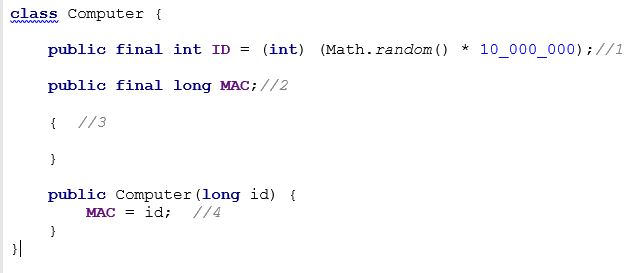 class Computer {
public final int ID = (int) (Math.random() * 10_000_000);//1
public final long MAC;//2
{  //3
}
public Computer(long id) {
MAC = id;  //4
}
}